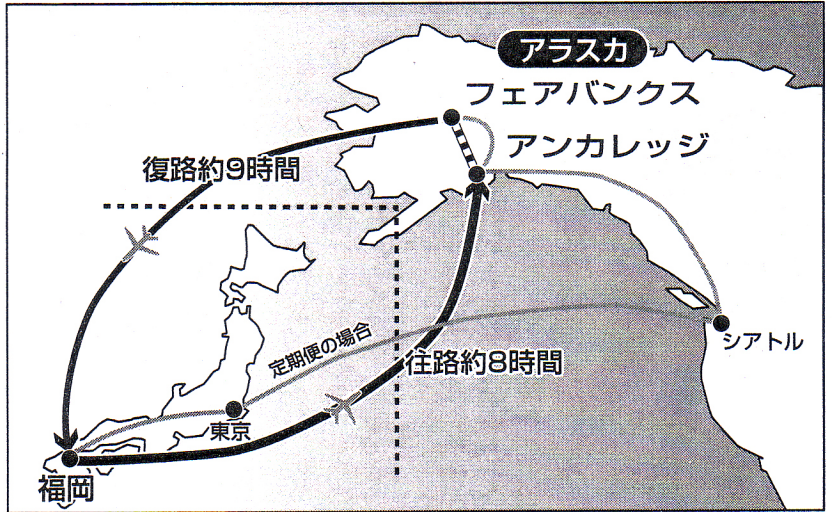 アラスカ
フェアバンクス
アンカレッジ
復路約9時間
定期便の場合
シアトル
往路約8時間
東京
福岡